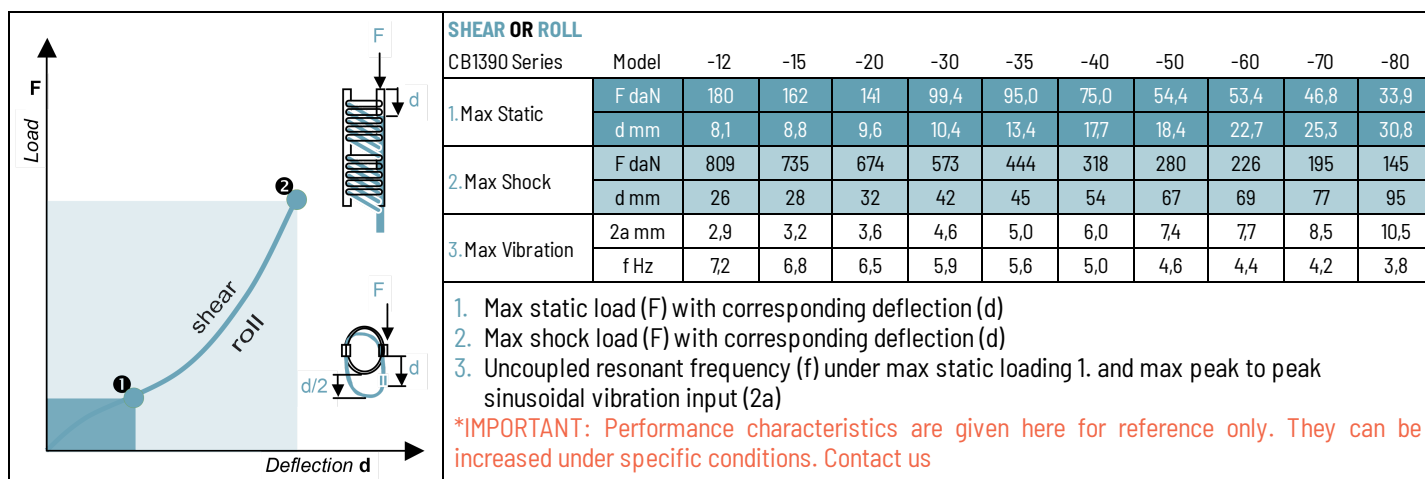 F
Load
shear
roll
❶
❷
Deflection d
F
d
F
d
d/2
SHEAR OR ROLL
CB1390 Series Model -12 -15 -20 -30 -35 -40 -50 -60 -70 -80
1.Max Static
F daN 180 162 141 99,4 95,0 75,0 54,4 53,4 46,8 33,9
d mm 8,1 8,8 9,6 10,4 13,4 17,7 18,4 22,7 25,3 30,8
2.Max Shock
F daN 809 735 674 573 444 318 280 226 195 145
d mm 26 28 32 42 45 54 67 69 77 95
3.Max Vibration
2a mm 2,9 3,2 3,6 4,6 5,0 6,0 7,4 7,7 8,5 10,5
f Hz 7,2 6,8 6,5 5,9 5,6 5,0 4,6 4,4 4,2 3,8
1. Max static load (F) with corresponding deflection (d)
2. Max shock load (F) with corresponding deflection (d)
3. Uncoupled resonant frequency (f) under max static loading 1. and max peak to peak
sinusoidal vibration input (2a)
*IMPORTANT: Performance characteristics are given here for reference only. They can be
increased under specific conditions. Contact us